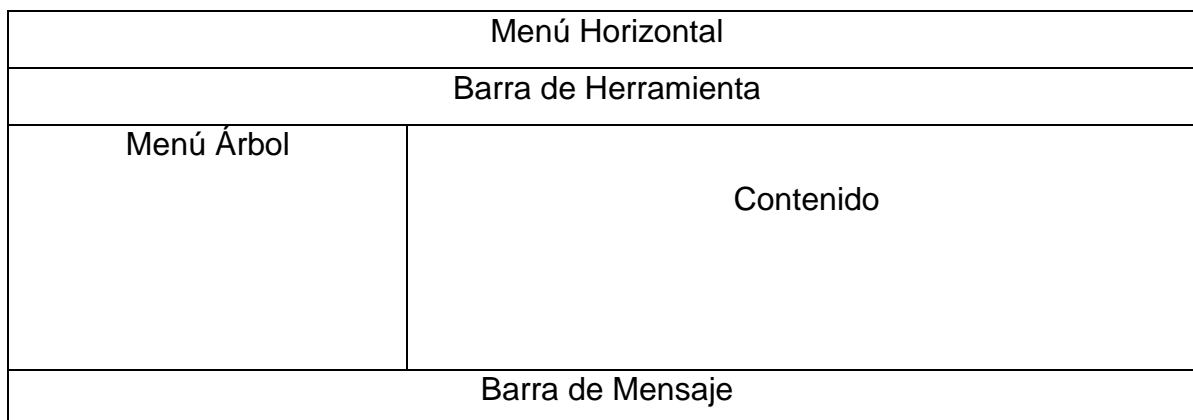 Menú Horizontal
Barra de Herramienta
Menú Árbol
Contenido
Barra de Mensaje